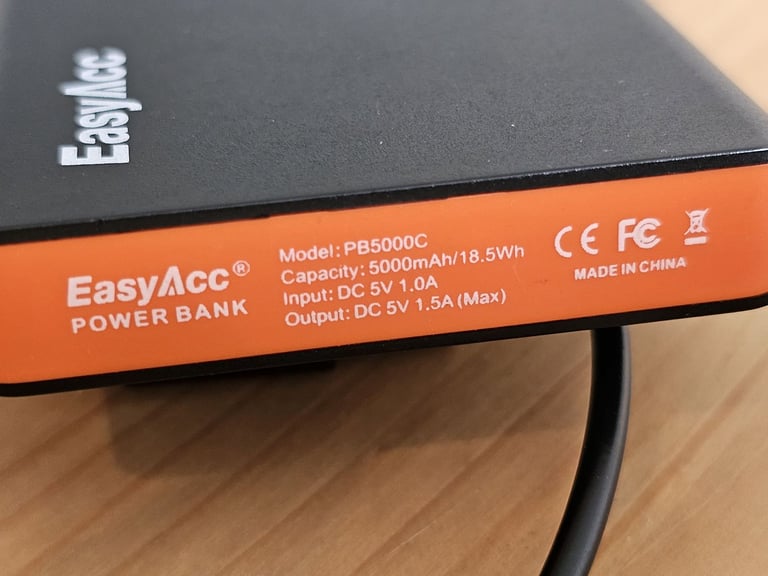 EasyAcc
EasyAcc®
POWER BANK
Model: PB5000C
Capacity: 5000mAh/18.5Wh
Input: DC 5V 1.0A
Output: DC 5V 1.5A (Max)
CE FC
MADE IN CHINA